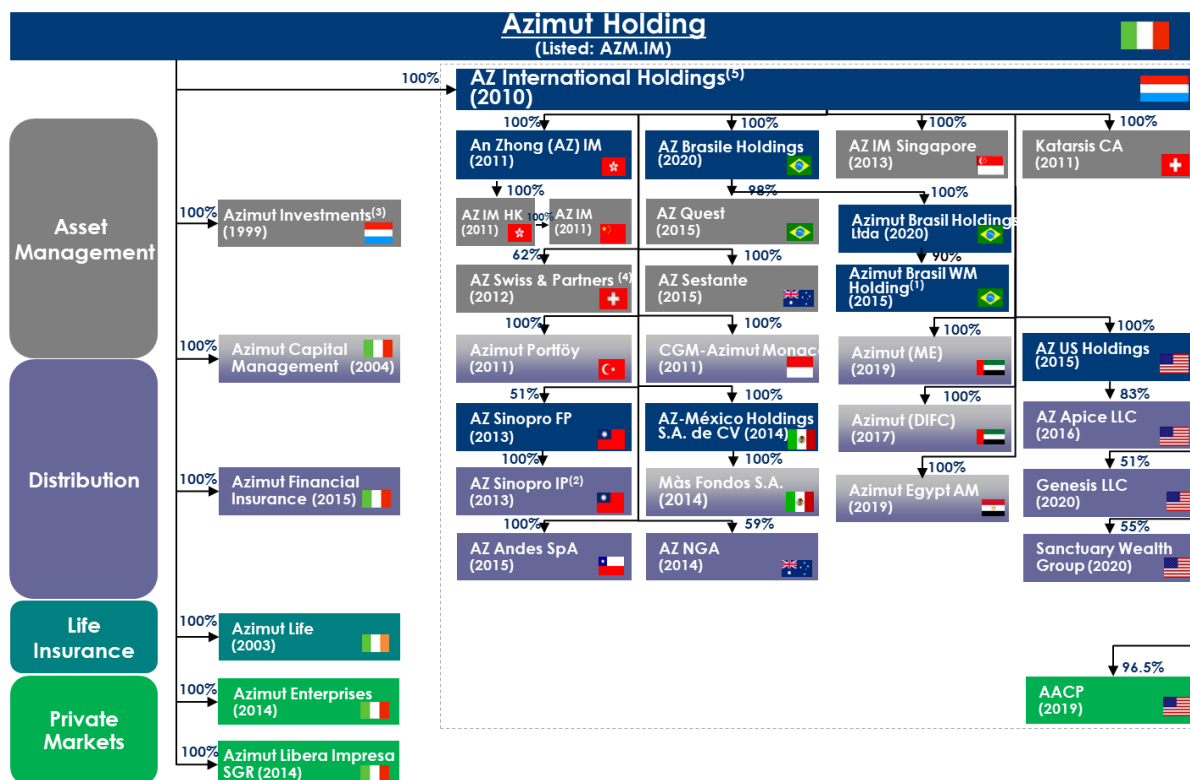 Azimut Holding
(Listed: AZM.IM)
100%
AZ International Holdings(5)
(2010)
Asset
Management
Distribution
Life
Insurance
Private
Markets
100%
Azimut Investments(3)
(1999)
100%
Azimut Capital
Management (2004)
100%
Azimut Financial
Insurance (2015)
100%
Azimut Life
(2003)
100%
Azimut Enterprises
(2014)
100%
Azimut Libera Impresa
SGR (2014)
100%
An Zhong (AZ) IM
(2011)
100%
AZ IM HK
(2011)
100%
AZ IM
(2011)
62%
AZ Swiss & Partners (4)
(2012)
100%
Azimut Portföy
(2011)
51%
AZ Sinopro FP
(2013)
100%
AZ Sinopro IP(2)
(2013)
100%
AZ Andes SpA
(2015)
100%
AZ Brasile Holdings
(2020)
98%
AZ Quest
(2015)
100%
AZ Sestante
(2015)
100%
CGM-Azimut Monaco
(2011)
100%
AZ-México Holdings
S.A. de CV (2014)
100%
Màs Fondos S.A.
(2014)
59%
AZ NGA
(2014)
100%
AZ IM Singapore
(2013)
100%
Azimut Brasil Holdings
Ltda (2020)
90%
Azimut Brasil WM
Holding(1)
(2015)
100%
Azimut (ME)
(2019)
100%
Azimut (DIFC)
(2017)
100%
Azimut Egypt AM
(2019)
100%
Katarsis CA
(2011)
100%
AZ US Holdings
(2015)
83%
AZ Apice LLC
(2016)
51%
Genesis LLC
(2020)
55%
Sanctuary Wealth
Group (2020)
96.5%
AACP
(2019)